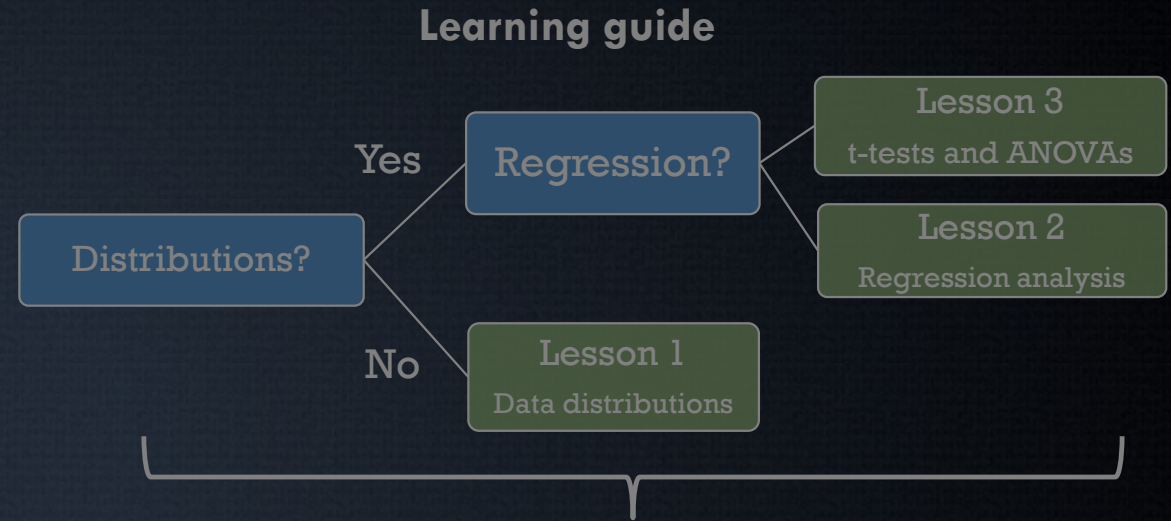 Learning guide
Distributions?
Yes
Regression?
Lesson 3
t-tests and ANOVAs
Lesson 2
Regression analysis
No
Lesson 1
Data distributions